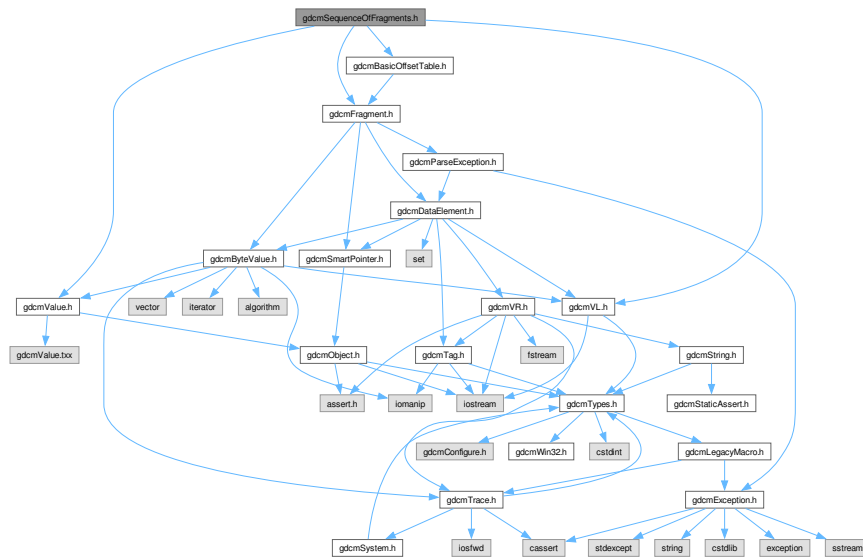 gdcmSequenceOfFragments.h
gdcmBasicOffsetTable.h
gdcmFragment.h
gdcmParseException.h
gdcmDataElement.h
gdcmByteValue.h
gdcmSmartPointer.h
set
gdcmValue.h
vector
iterator
algorithm
gdcmVR.h
gdcmVL.h
gdcmValue.txx
gdcmObject.h
gdcmTag.h
fstream
gdcmString.h
assert.h
iomanip
iostream
gdcmTypes.h
gdcmStaticAssert.h
gdcmConfigure.h
gdcmWin32.h
cstdint
gdcmLegacyMacro.h
gdcmTrace.h
gdcmException.h
gdcmSystem.h
iosfwd
cassert
stdexcept
string
cstdlib
exception
sstream